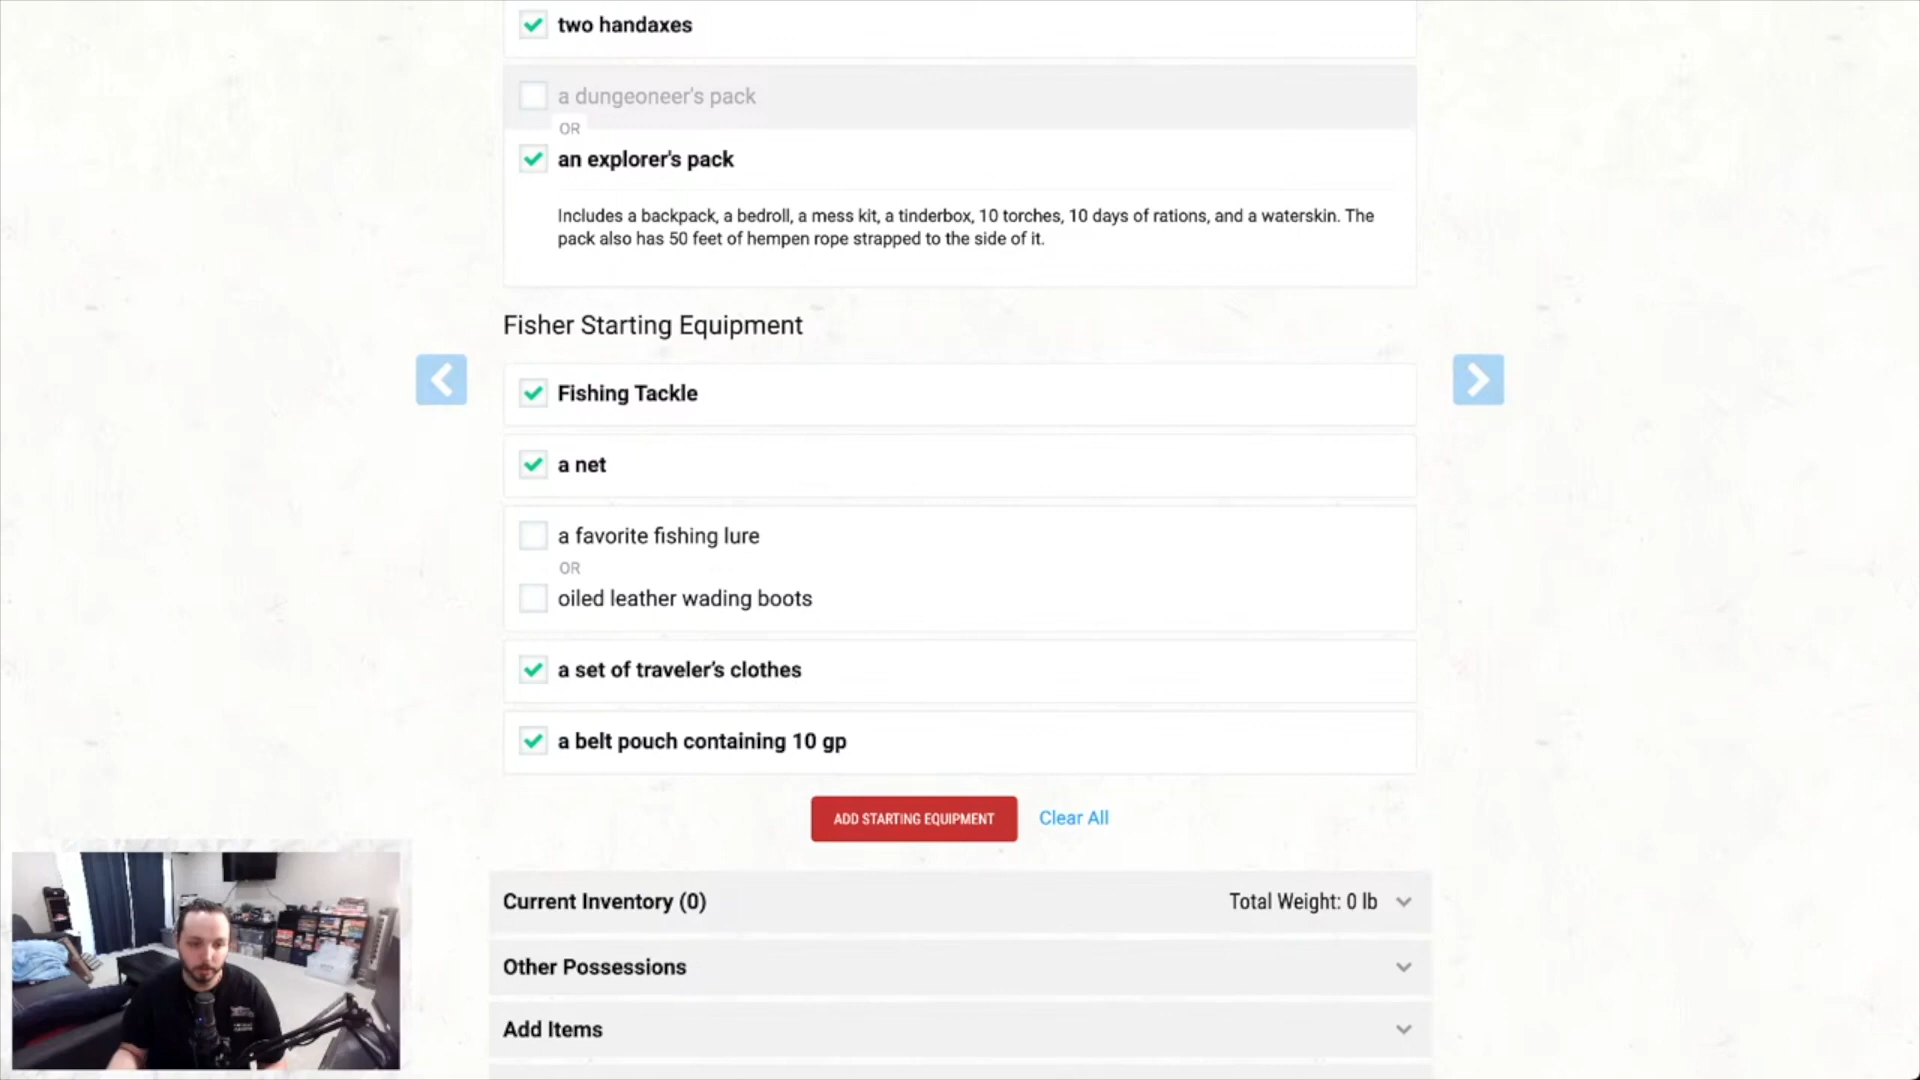 two handaxes
a dungeoneer's pack
OR
an explorer's pack
Includes a backpack, a bedroll, a mess kit, a tinderbox, 10 torches, 10 days of rations, and a waterskin. The
pack also has 50 feet of hempen rope strapped to the side of it.
Fisher Starting Equipment
Fishing Tackle
a net
a favorite fishing lure
OR
oiled leather wading boots
a set of traveler’s clothes
a belt pouch containing 10 gp
ADD STARTING EQUIPMENT
Clear All
Current Inventory (0)
Total Weight: 0 lb
Other Possessions
Add Items